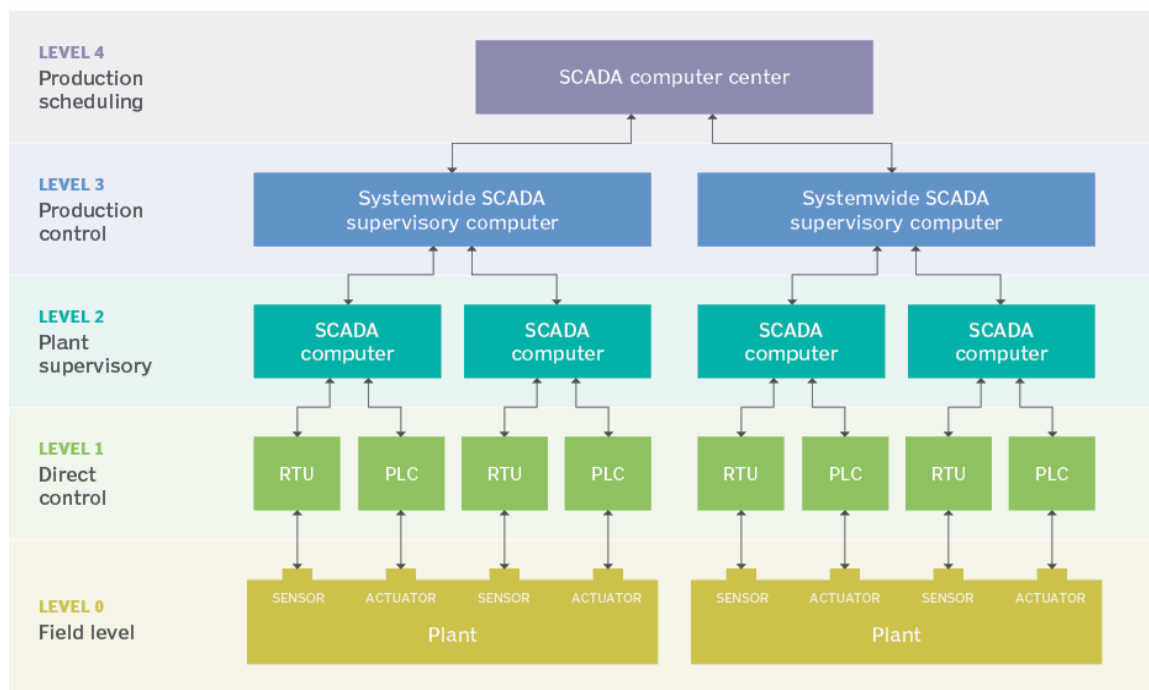 LEVEL 4
Production
scheduling
SCADA computer center
LEVEL 3
Production
control
Systemwide SCADA
supervisory computer
Systemwide SCADA
supervisory computer
LEVEL 2
Plant
supervisory
SCADA
computer
SCADA
computer
SCADA
computer
SCADA
computer
LEVEL 1
Direct
control
RTU
PLC
RTU
PLC
RTU
PLC
RTU
PLC
LEVEL 0
Field level
SENSOR
ACTUATOR
SENSOR
ACTUATOR
Plant
SENSOR
ACTUATOR
SENSOR
ACTUATOR
Plant